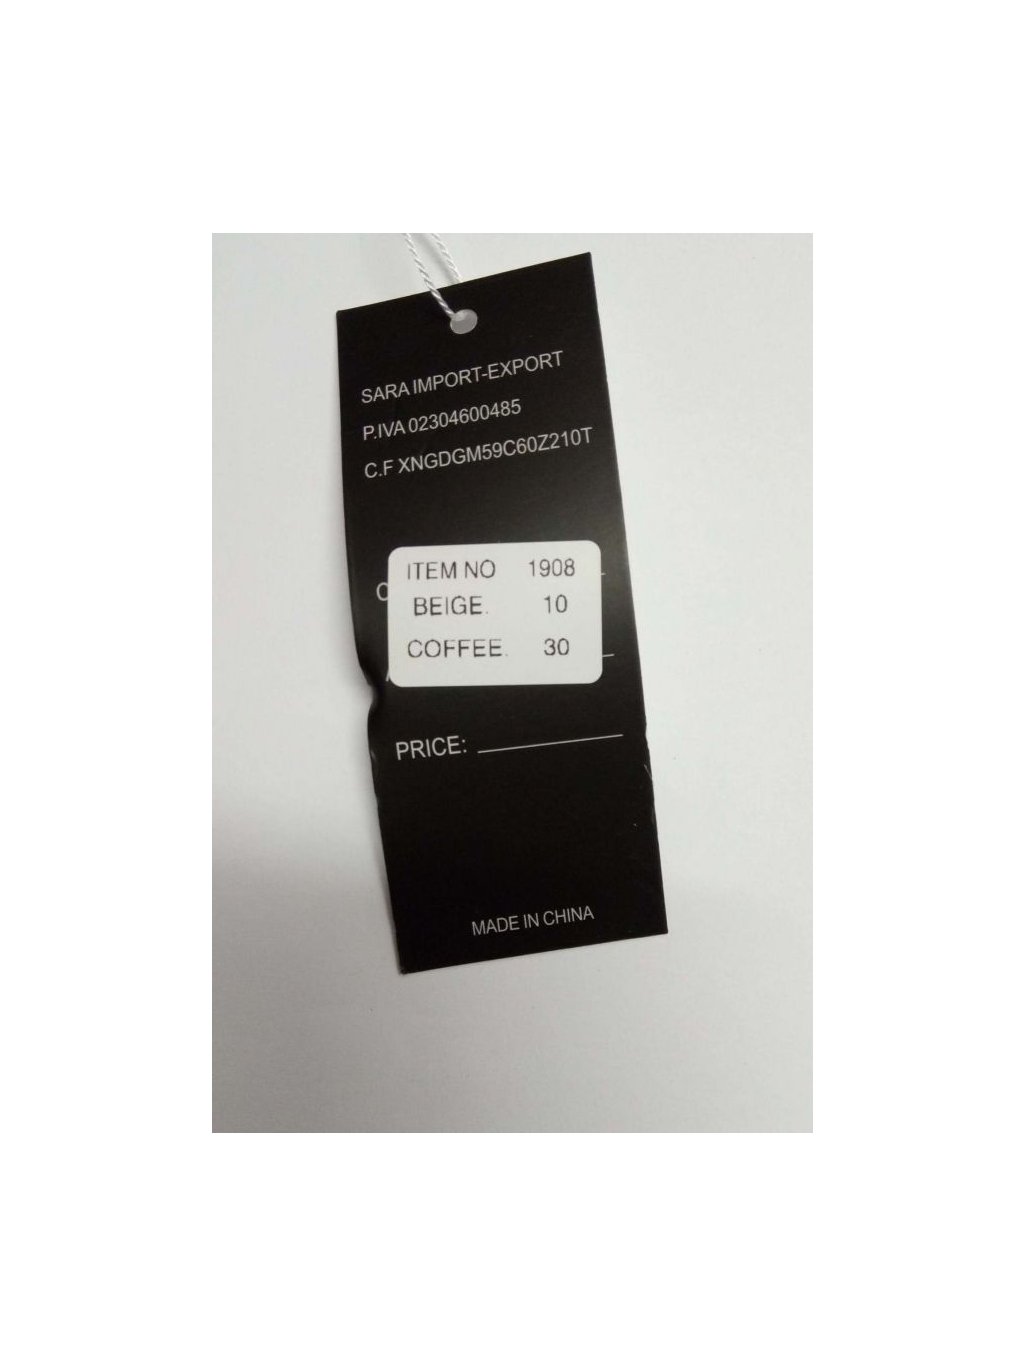 SARA IMPORT-EXPORT
P.IVA 02304600485
C.F XNGDGM59C60Z210T
ITEM NO 1908
BEIGE. 10
COFFEE. 30
PRICE:
MADE IN CHINA